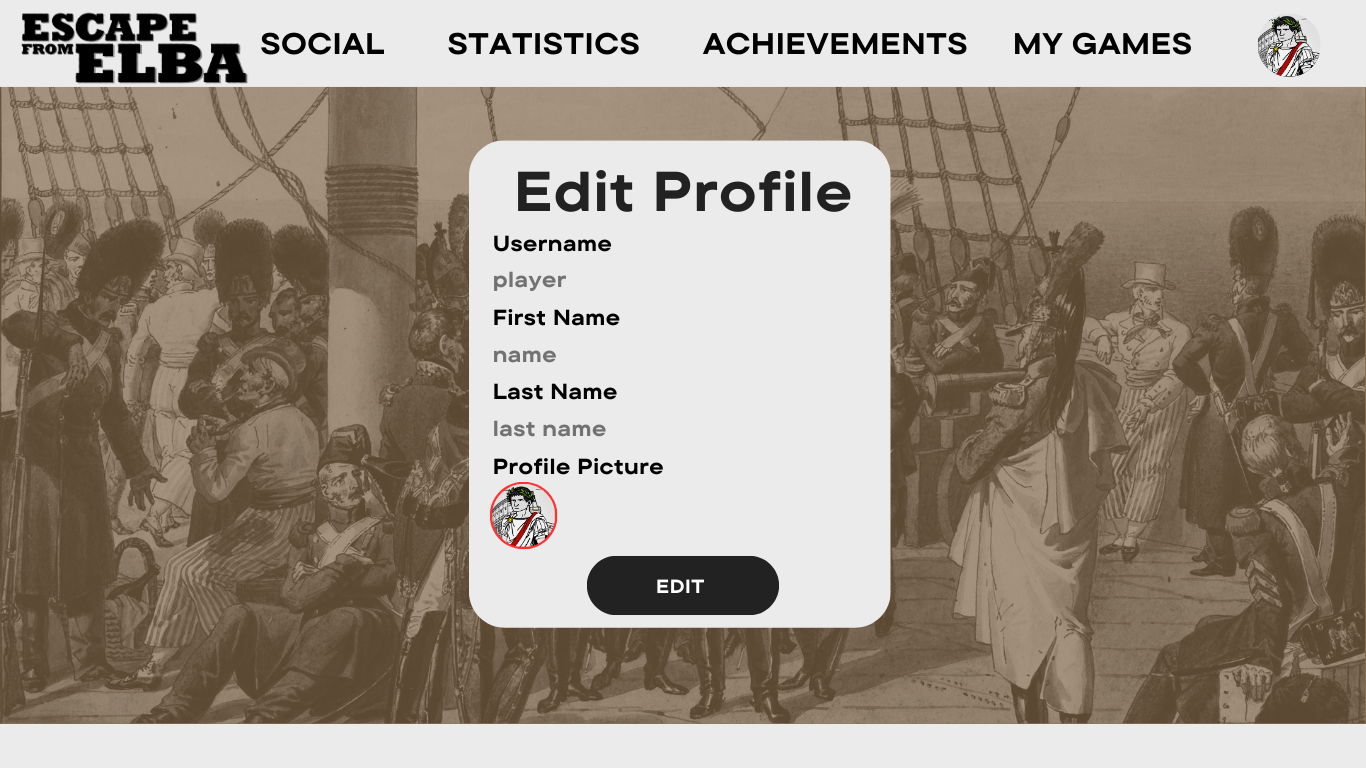 ESCAPE
FROM ELBA
SOCIAL STATISTICS ACHIEVEMENTS MY GAMES
Edit Profile
Username
player
First Name
name
Last Name
last name
Profile Picture
EDIT